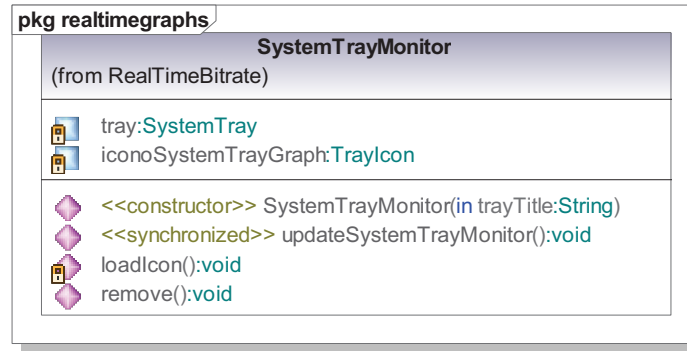 pkg realtimegraphs
SystemTrayMonitor
(from RealTimeBitrate)
tray:SystemTray
iconoSystemTrayGraph:TrayIcon
<<constructor>> SystemTrayMonitor(in trayTitle:String)
<<synchronized>> updateSystemTrayMonitor():void
loadIcon():void
remove():void